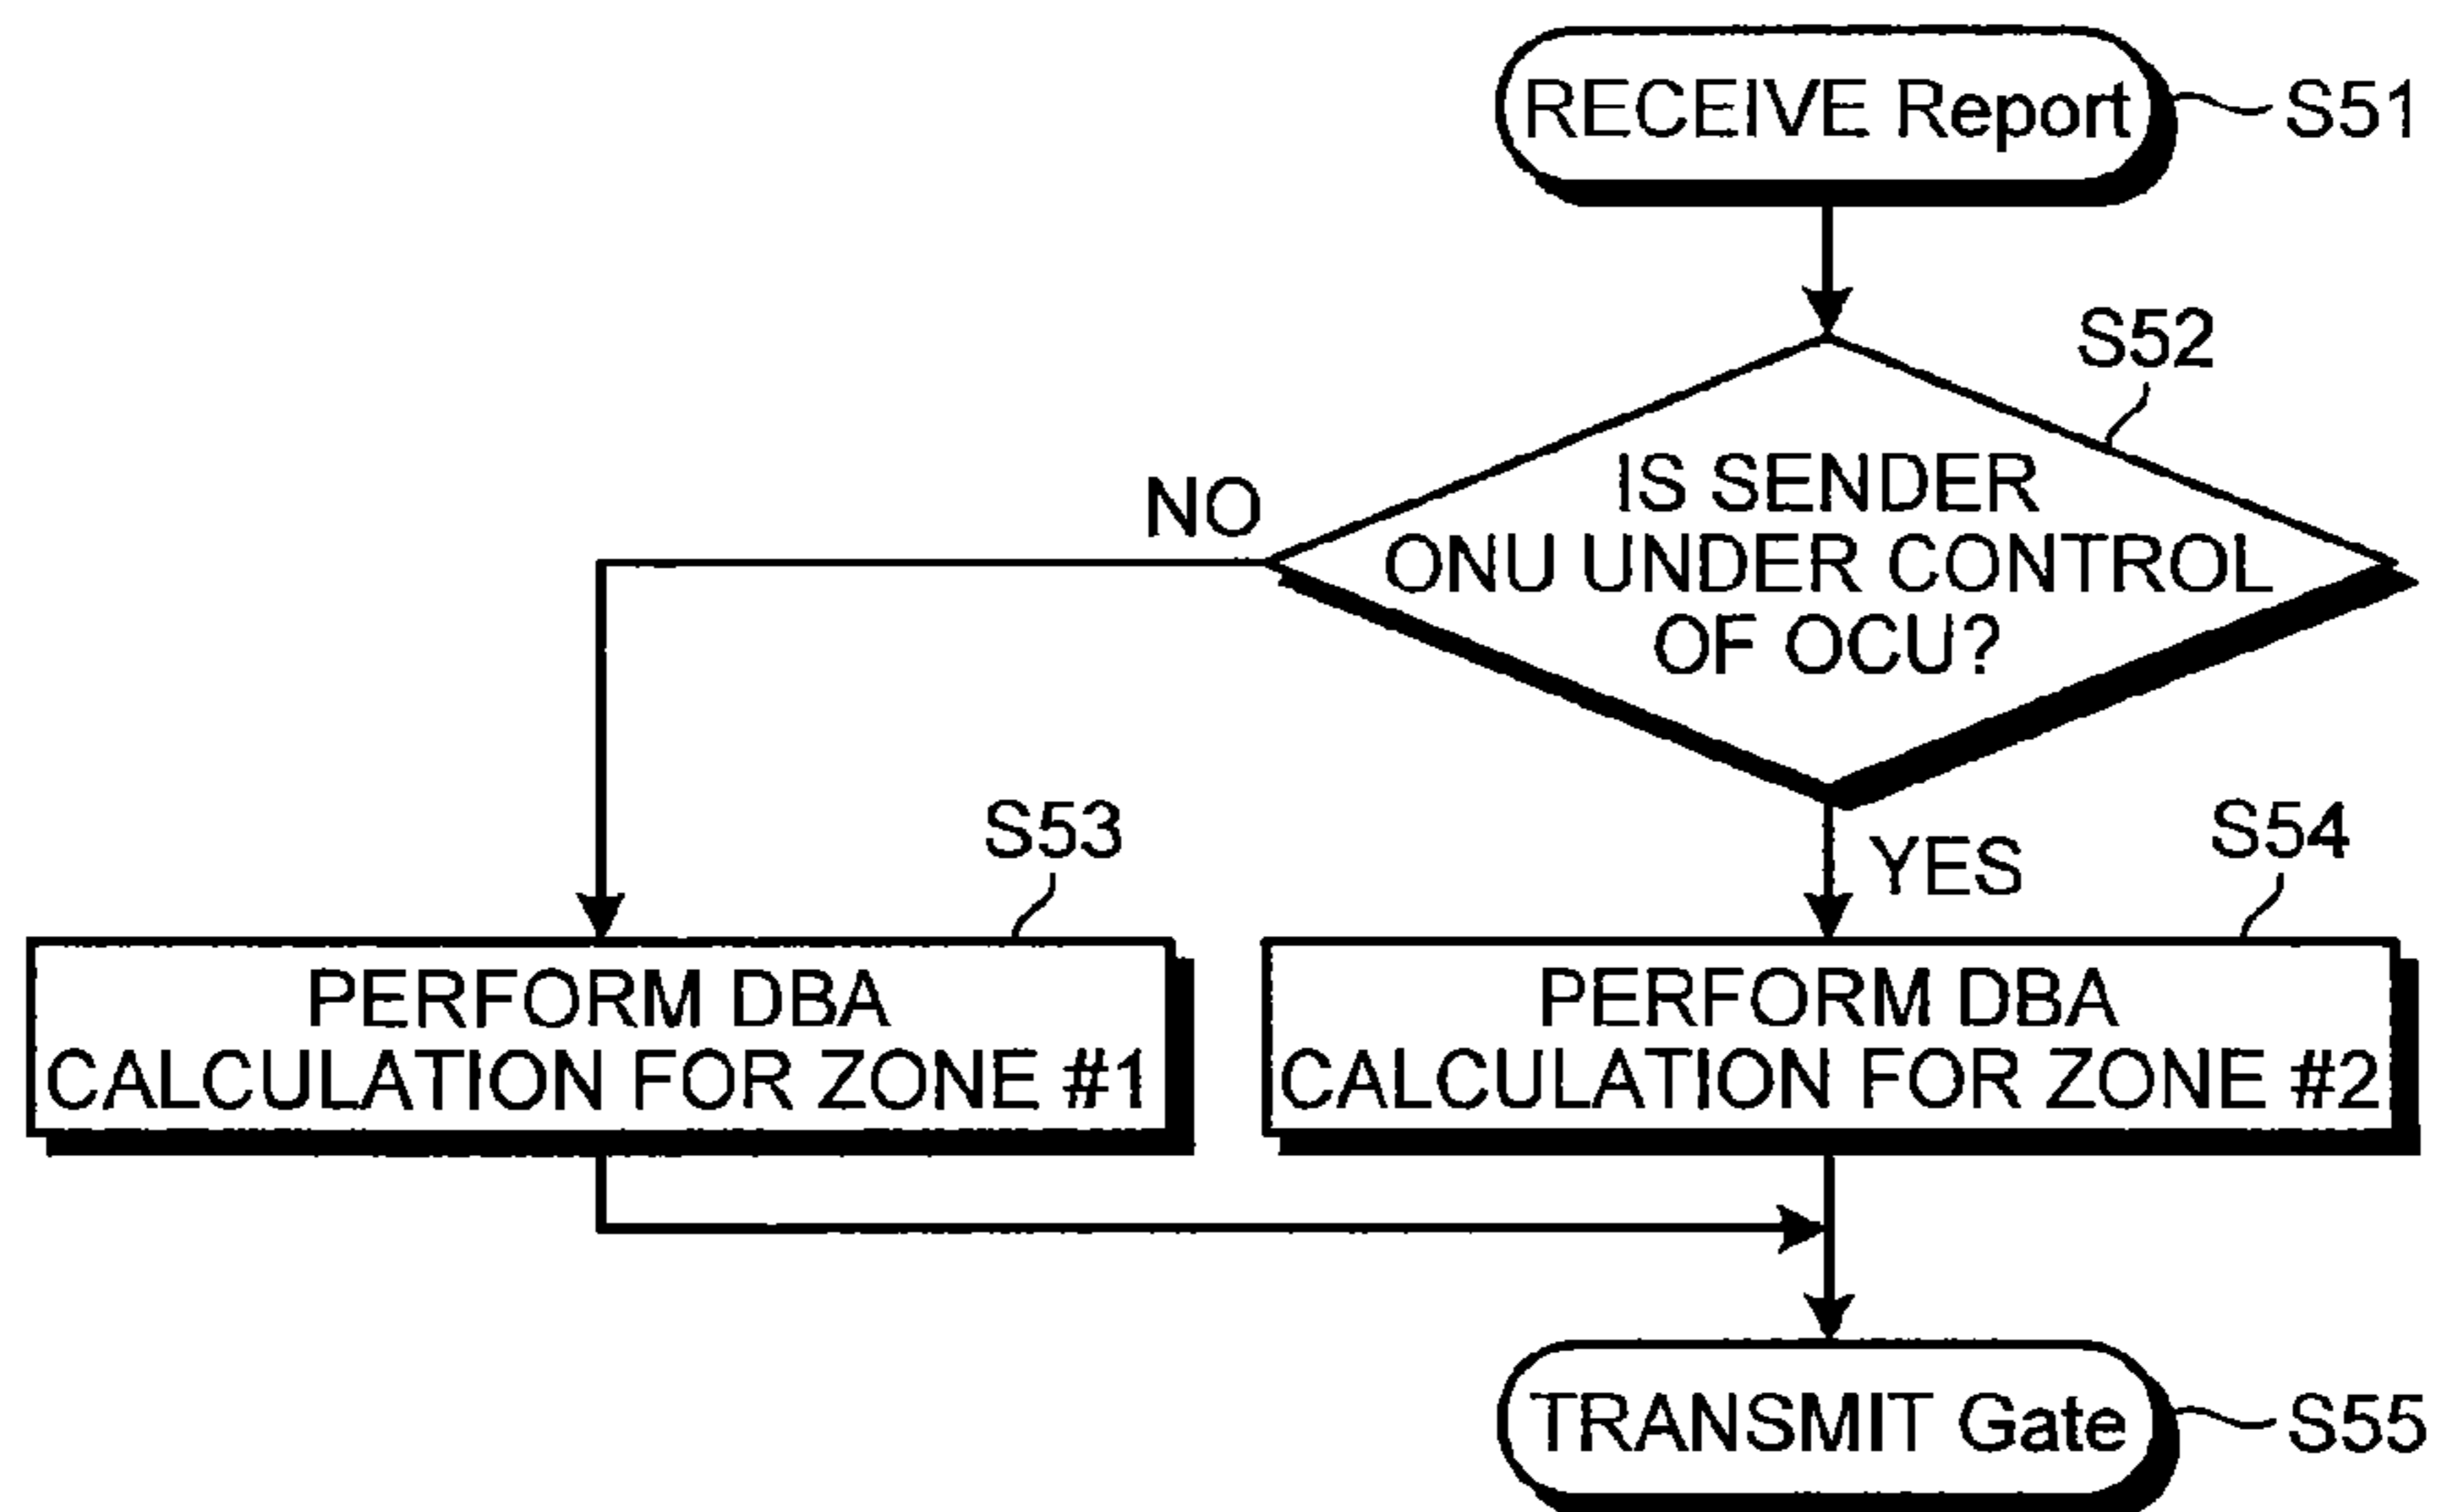 RECEIVE Report
S51
S52
IS SENDER
ONU UNDER CONTROL
OF OCU?
NO
YES
S53
PERFORM DBA
CALCULATION FOR ZONE #1
S54
PERFORM DBA
CALCULATION FOR ZONE #2
TRANSMIT Gate
S55